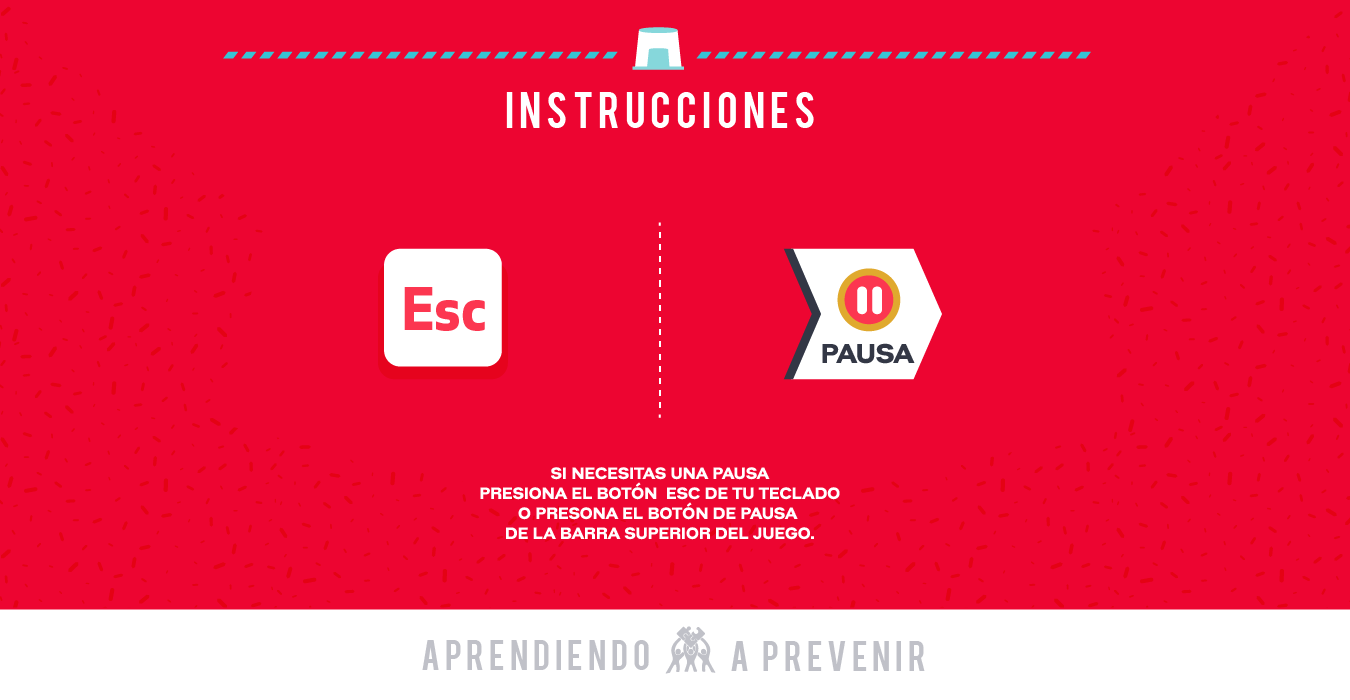 INSTRUCCIONES
Esc
PAUSA
SI NECESITAS UNA PAUSA
PRESIONA EL BOTÓN ESC DE TU TECLADO
O PRESONA EL BOTÓN DE PAUSA
DE LA BARRA SUPERIOR DEL JUEGO.
APRENDIENDO A PREVENIR